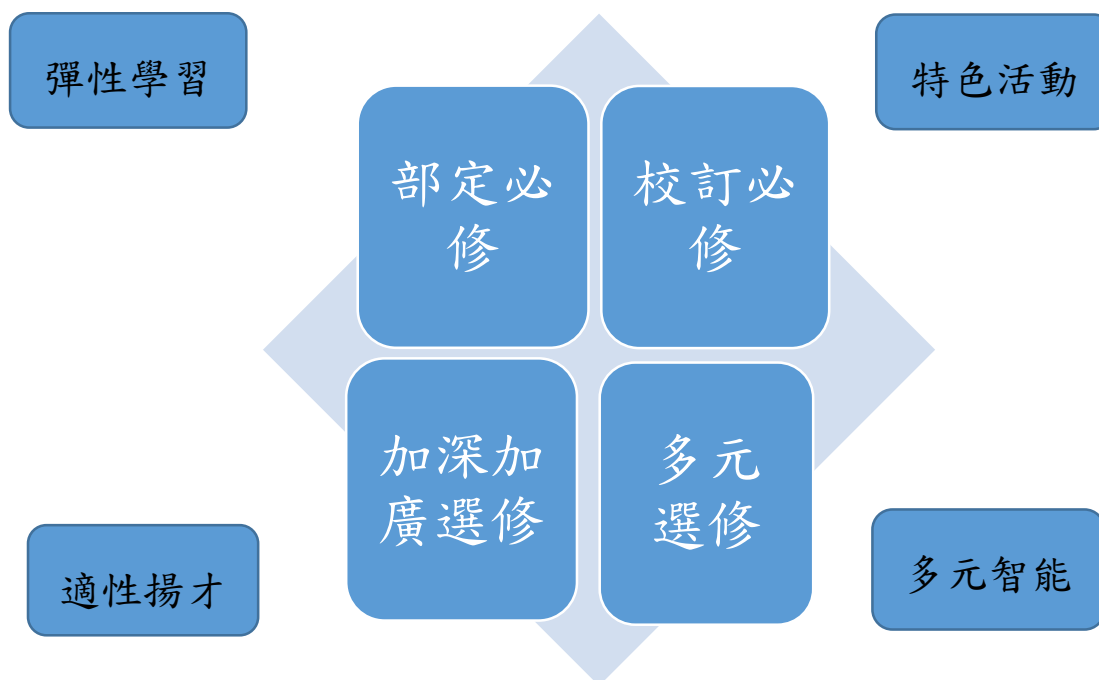 彈性學習
特色活動
部定必
修
校訂必
修
加深加
廣選修
多元
選修
適性揚才
多元智能